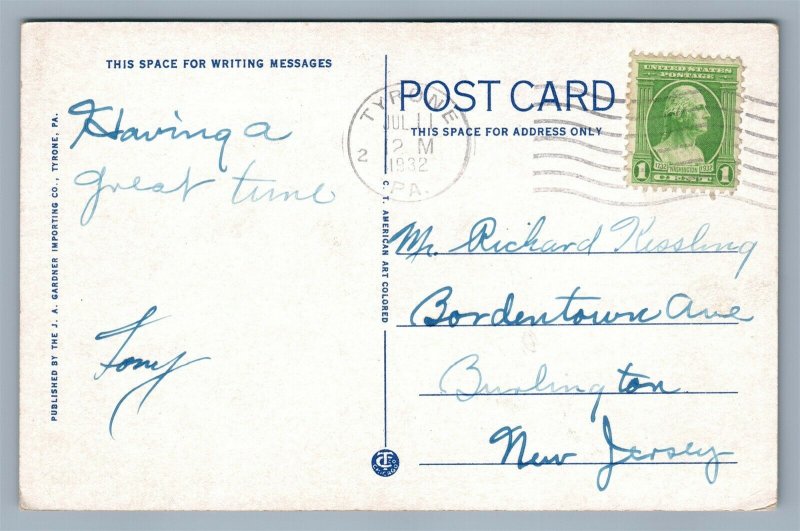 THIS SPACE FOR WRITING MESSAGES
Having a
great time
Tony
PUBLISHED BY THE J. A. GARDNER IMPORTING CO., TYRONE, PA.
C. T. AMERICAN ART COLORED
POST CARD
THIS SPACE FOR ADDRESS ONLY
TYRONE
JUL 11
2 M
1932
PA
2
UNITED STATES
POSTAGE
1732 WASHINGTON 1932
1 CENT 1
Mr. Richard Kissling
Bordentown Ave
Burlington
New Jersey
CHICAGO